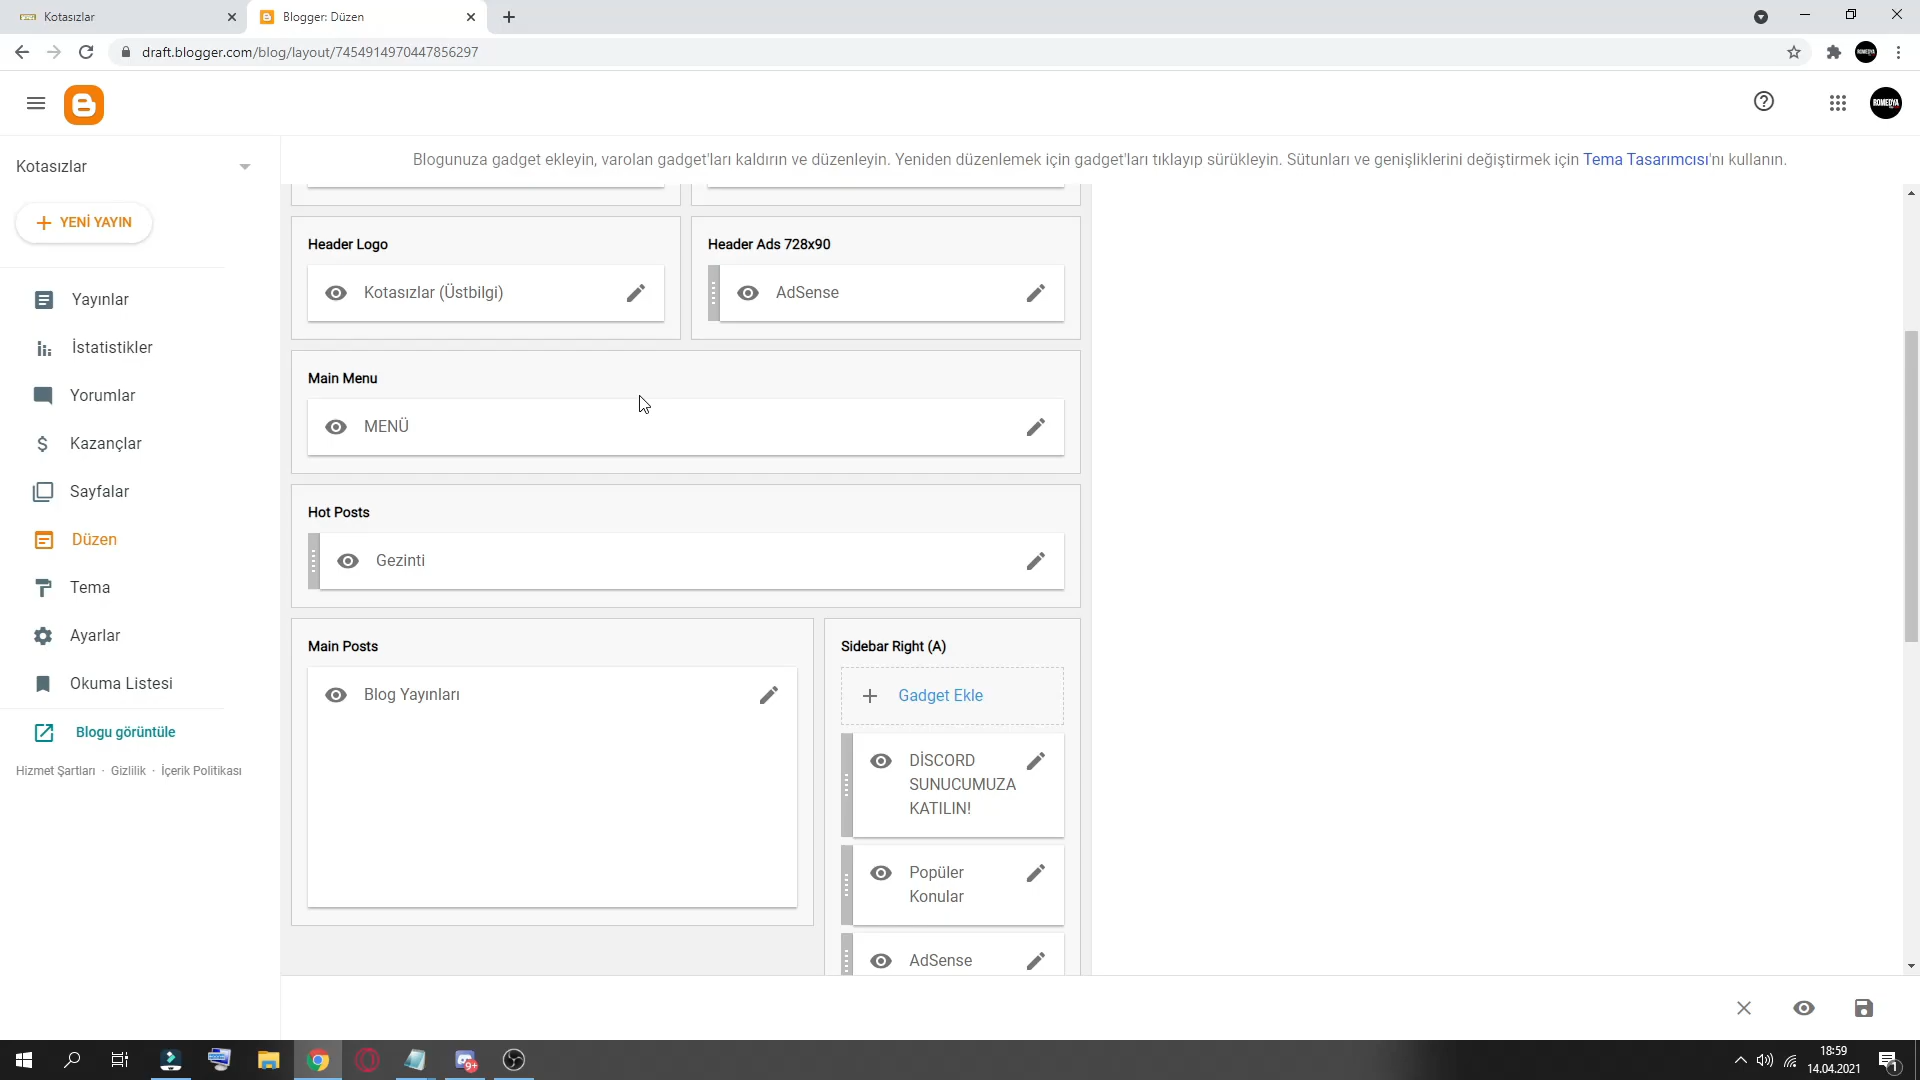 Kotasızlar
Blogger: Düzen
draft.blogger.com/blog/layout/7454914970447856297
Kotasızlar
YENİ YAYIN
Yayınlar
İstatistikler
Yorumlar
Kazançlar
Sayfalar
Düzen
Tema
Ayarlar
Okuma Listesi
Blogu görüntüle
Hizmet Şartları · Gizlilik · İçerik Politikası
Blogunuza gadget ekleyin, varolan gadget'ları kaldırın ve düzenleyin. Yeniden düzenlemek için gadget'ları tıklayıp sürükleyin. Sütunları ve genişliklerini değiştirmek için Tema Tasarımcısı'nı kullanın.
Header Logo
Kotasızlar (Üstbilgi)
Header Ads 728x90
AdSense
Main Menu
MENÜ
Hot Posts
Gezinti
Main Posts
Blog Yayınları
Sidebar Right (A)
Gadget Ekle
DİSCORD
SUNUCUMUZA
KATILIN!
Popüler
Konular
AdSense
ROMEDYA
9+
18:59
14.04.2021
1